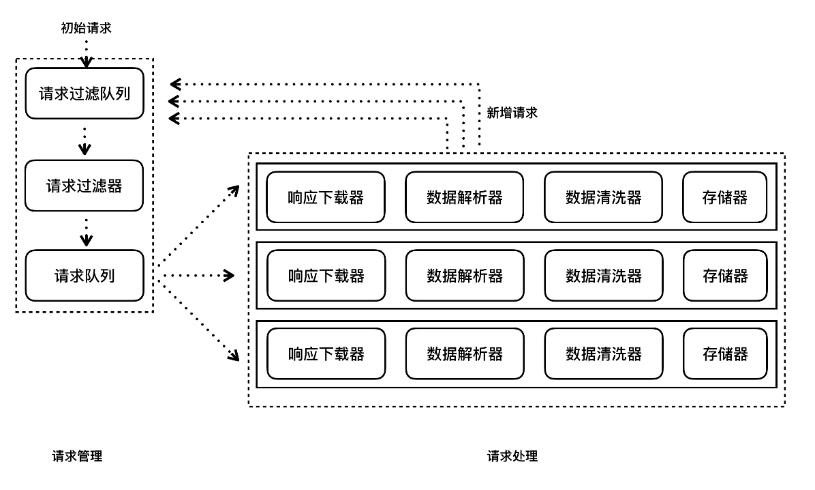 初始请求
请求过滤队列
请求过滤器
请求队列
新增请求
响应下载器 数据解析器 数据清洗器 存储器
响应下载器 数据解析器 数据清洗器 存储器
响应下载器 数据解析器 数据清洗器 存储器
请求管理
请求处理